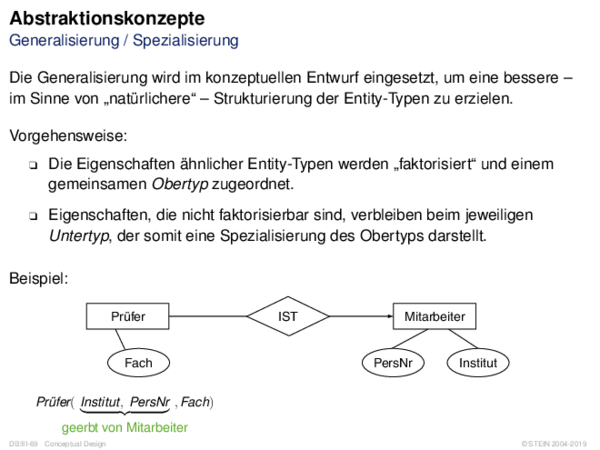 Abstraktionskonzepte
Generalisierung / Spezialisierung
Die Generalisierung wird im konzeptuellen Entwurf eingesetzt, um eine bessere –
im Sinne von „natürlichere“ – Strukturierung der Entity-Typen zu erzielen.
Vorgehensweise:
❑ Die Eigenschaften ähnlicher Entity-Typen werden „faktorisiert“ und einem
gemeinsamen Obertyp zugeordnet.
❑ Eigenschaften, die nicht faktorisierbar sind, verbleiben beim jeweiligen
Untertyp, der somit eine Spezialisierung des Obertyps darstellt.
Beispiel:
Prüfer IST Mitarbeiter
Fach PersNr Institut
Prüfer( Institut, PersNr , Fach)
geerbt von Mitarbeiter
DB:III-69 Conceptual Design © STEIN 2004-2019